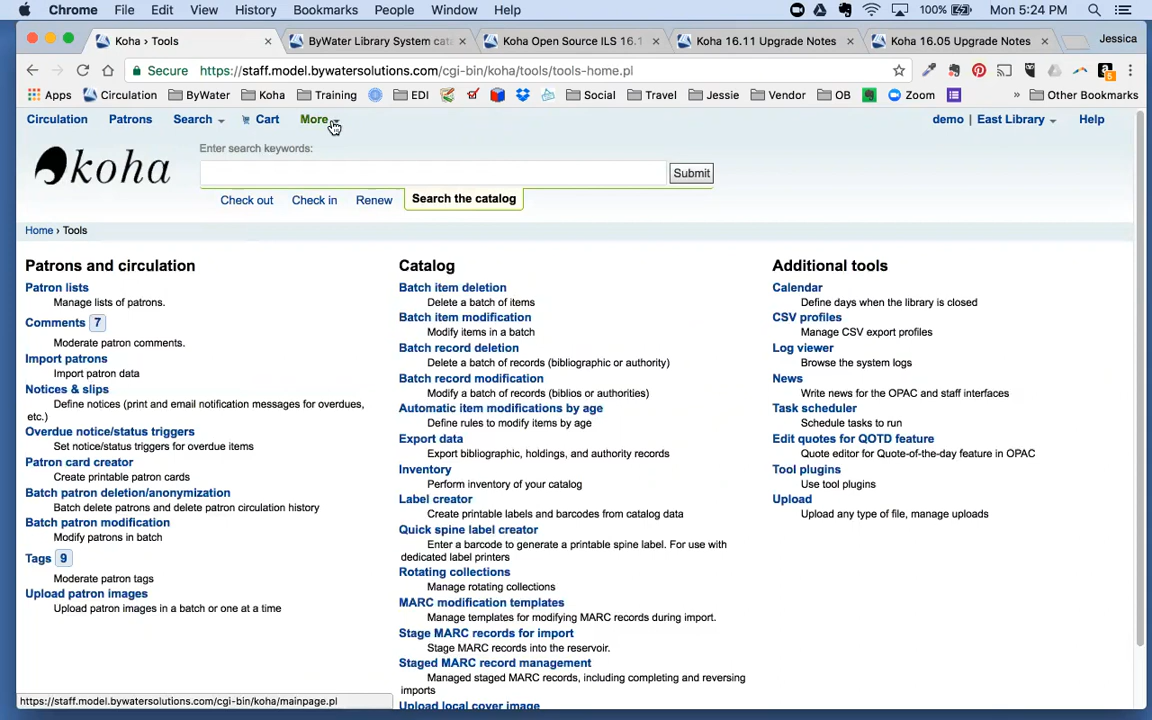 Chrome File Edit View History Bookmarks People Window Help 100% Mon 5:24 PM
Koha › Tools × ByWater Library System cat × Koha Open Source ILS 16.1 × Koha 16.11 Upgrade Notes × Koha 16.05 Upgrade Notes × Jessica
Secure https://staff.model.bywatersolutions.com/cgi-bin/koha/tools/tools-home.pl
Apps Circulation ByWater Koha Training EDI Social Travel Jessie Vendor OB Zoom » Other Bookmarks
Circulation Patrons Search Cart More demo | East Library Help
Enter search keywords:
koha Submit
Check out Check in Renew Search the catalog
Home › Tools
Patrons and circulation
Patron lists
Manage lists of patrons.
Comments 7
Moderate patron comments.
Import patrons
Import patron data
Notices & slips
Define notices (print and email notification messages for overdues,
etc.)
Overdue notice/status triggers
Set notice/status triggers for overdue items
Patron card creator
Create printable patron cards
Batch patron deletion/anonymization
Batch delete patrons and delete patron circulation history
Batch patron modification
Modify patrons in batch
Tags 9
Moderate patron tags
Upload patron images
Upload patron images in a batch or one at a time
Catalog
Batch item deletion
Delete a batch of items
Batch item modification
Modify items in a batch
Batch record deletion
Delete a batch of records (bibliographic or authority)
Batch record modification
Modify a batch of records (biblios or authorities)
Automatic item modifications by age
Define rules to modify items by age
Export data
Export bibliographic, holdings, and authority records
Inventory
Perform inventory of your catalog
Label creator
Create printable labels and barcodes from catalog data
Quick spine label creator
Enter a barcode to generate a printable spine label. For use with
dedicated label printers
Rotating collections
Manage rotating collections
MARC modification templates
Manage templates for modifying MARC records during import.
Stage MARC records for import
Stage MARC records into the reservoir.
Staged MARC record management
Managed staged MARC records, including completing and reversing
imports
Upload local cover image
Additional tools
Calendar
Define days when the library is closed
CSV profiles
Manage CSV export profiles
Log viewer
Browse the system logs
News
Write news for the OPAC and staff interfaces
Task scheduler
Schedule tasks to run
Edit quotes for QOTD feature
Quote editor for Quote-of-the-day feature in OPAC
Tool plugins
Use tool plugins
Upload
Upload any type of file, manage uploads
https://staff.model.bywatersolutions.com/cgi-bin/koha/mainpage.pl